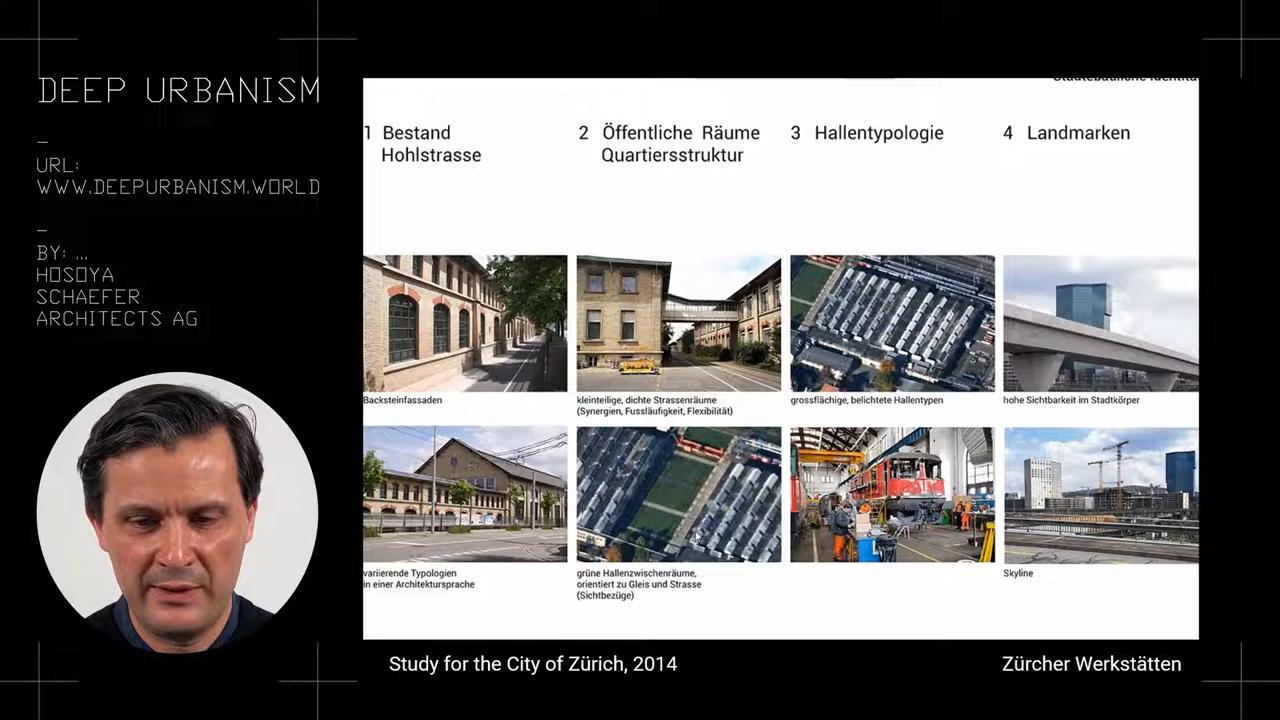 DEEP URBANISM
–
URL:
WWW.DEEPURBANISM.WORLD
–
BY: ...
HOSOYA
SCHAEFER
ARCHITECTS AG
Städtebauliche Identitä
1 Bestand
Hohlstrasse
2 Öffentliche Räume
Quartiersstruktur
3 Hallentypologie
4 Landmarken
Backsteinfassaden
kleinteilige, dichte Strassenräume
(Synergien, Fussläufigkeit, Flexibilität)
grossflächige, belichtete Hallentypen
hohe Sichtbarkeit im Stadtkörper
variierende Typologien
in einer Architektursprache
grüne Hallenzwischenräume,
orientiert zu Gleis und Strasse
(Sichtbezüge)
Skyline
Study for the City of Zürich, 2014
Zürcher Werkstätten